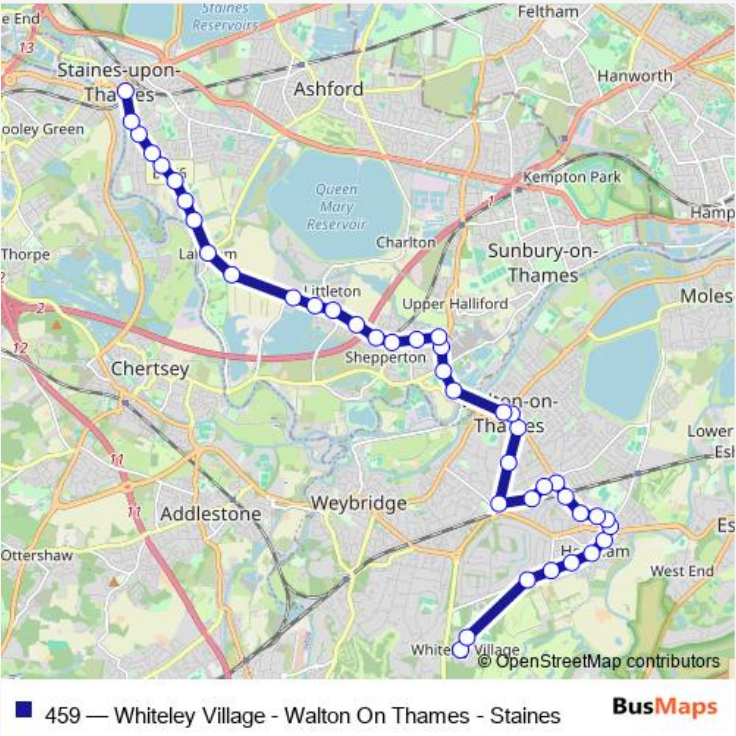 Staines
Reservoirs
Feltham
e End
13
Staines-upon-
Thames
Ashford
Hanworth
ooley Green
Queen
Mary
Reservoir
Kempton Park
1
Hamp
Charlton
Thorpe
Sunbury-on-
Thames
Littleton
Upper Halliford
Moles
2
12
Shepperton
Chertsey
Thames
Lower
Esh
11
Weybridge
11
Addlestone
Es
Ottershaw
West End
Village
© OpenStreetMap contributors
459 — Whiteley Village - Walton On Thames - Staines
BusMaps